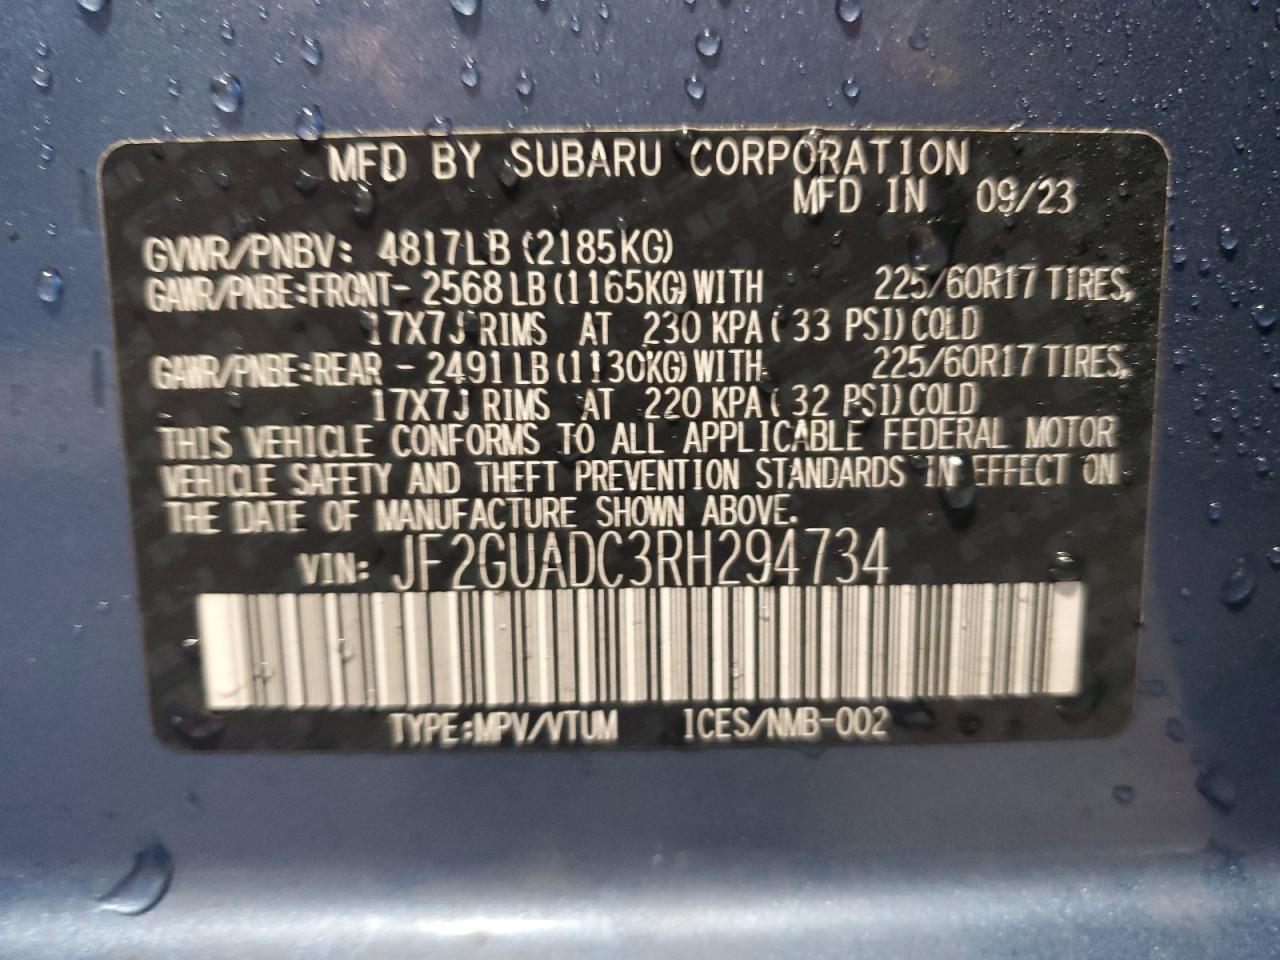 MFD BY SUBARU CORPORATION
MFD IN 09/23
GVWR/PNBV: 4817LB (2185KG)
GAWR/PNBE:FRONT- 2568 LB (1165KG) WITH 225/60R17 TIRES,
17X7J RIMS AT 230 KPA ( 33 PSI) COLD
GAWR/PNBE:REAR - 2491 LB (1130KG) WITH 225/60R17 TIRES,
17X7J RIMS AT 220 KPA ( 32 PSI) COLD
THIS VEHICLE CONFORMS TO ALL APPLICABLE FEDERAL MOTOR
VEHICLE SAFETY AND THEFT PREVENTION STANDARDS IN EFFECT ON
THE DATE OF MANUFACTURE SHOWN ABOVE.
VIN: JF2GUADC3RH294734
TYPE:MPV/VTUM ICES/NMB-002